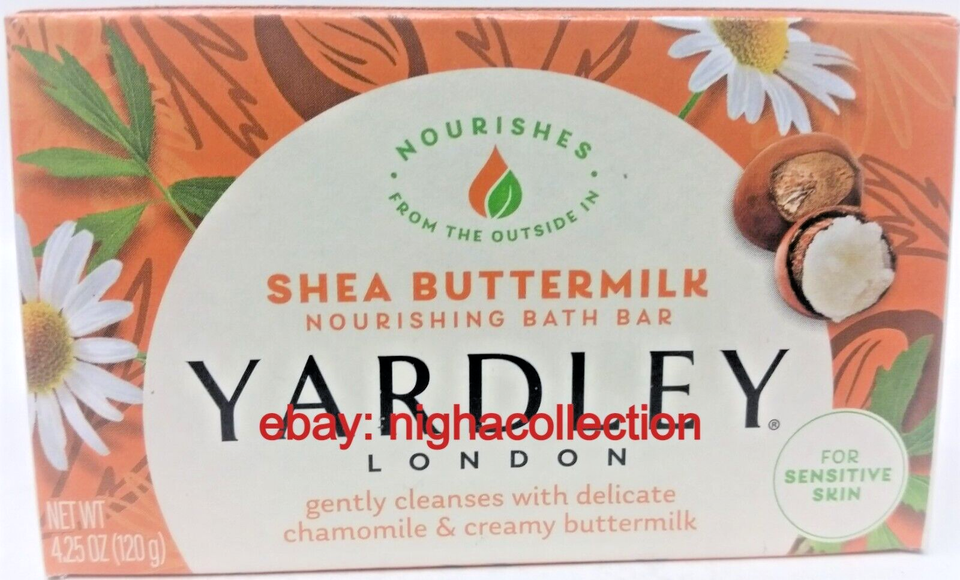 NOURISHES
FROM THE OUTSIDE IN
SHEA BUTTERMILK
NOURISHING BATH BAR
YARDLEY®
ebay: nighacollection
LONDON
gently cleanses with delicate
chamomile & creamy buttermilk
FOR
SENSITIVE
SKIN
NET WT
4.25 OZ (120 g)